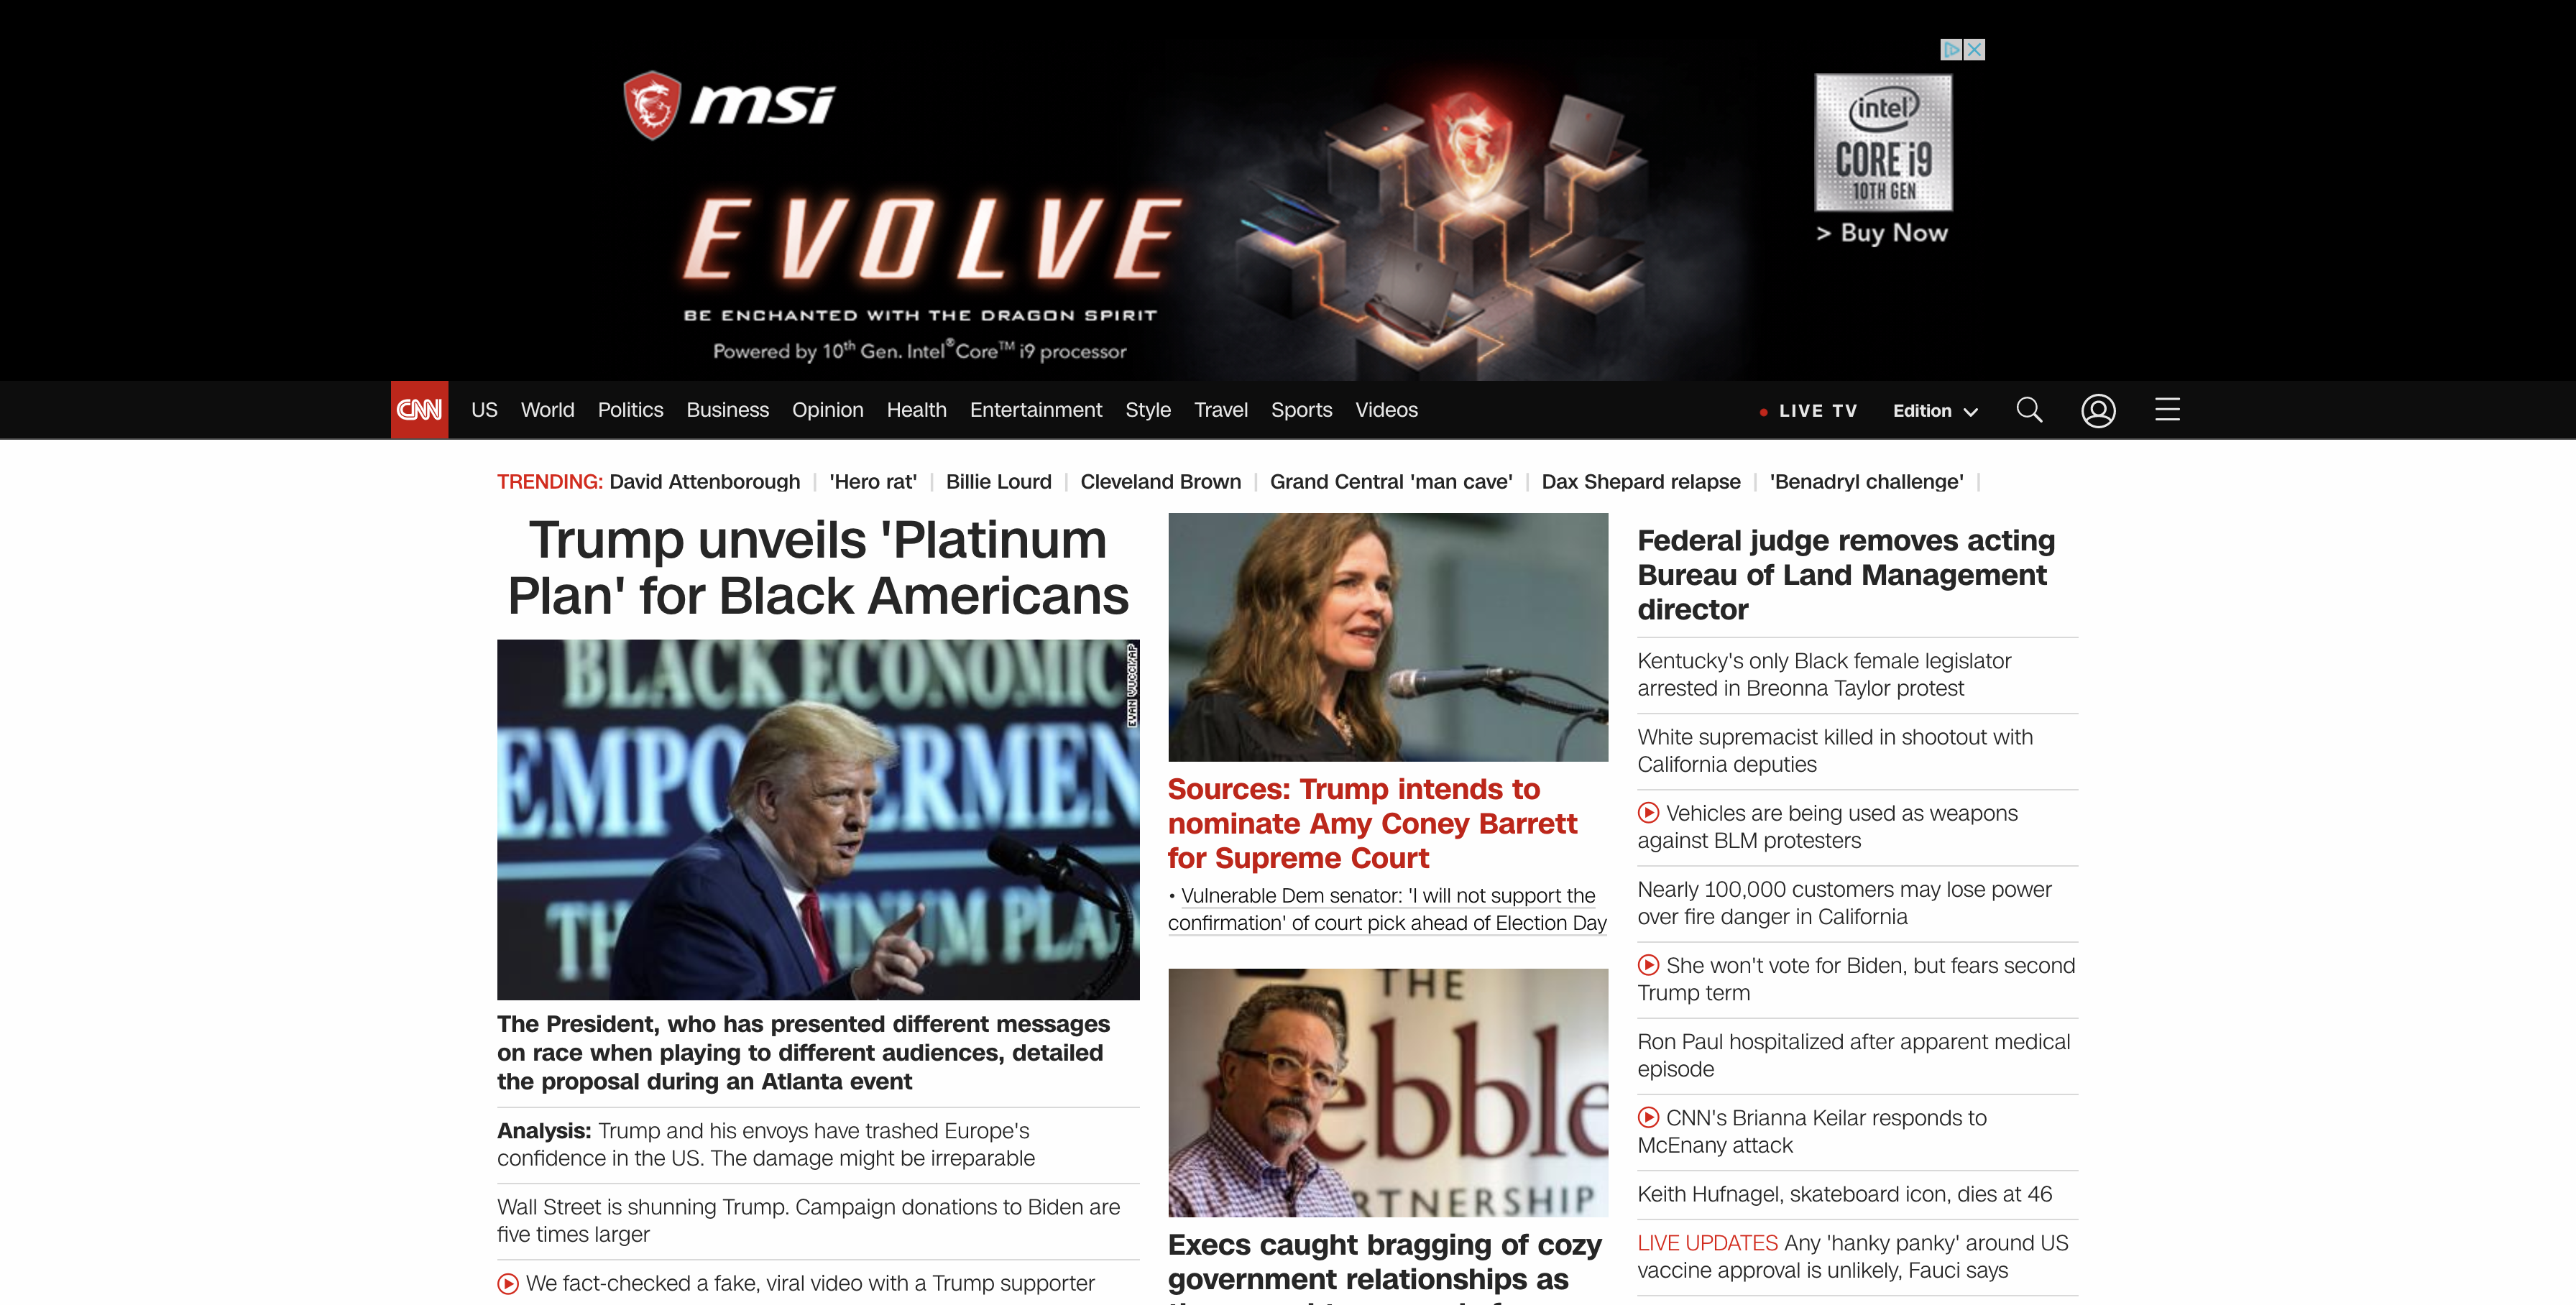 msi
EVOLVE
BE ENCHANTED WITH THE DRAGON SPIRIT
Powered by 10th Gen. Intel® Core™ i9 processor
intel
CORE i9
10TH GEN
> Buy Now
CNN
US World Politics Business Opinion Health Entertainment Style Travel Sports Videos
LIVE TV
Edition
TRENDING: David Attenborough | 'Hero rat' | Billie Lourd | Cleveland Brown | Grand Central 'man cave' | Dax Shepard relapse | 'Benadryl challenge' |
Trump unveils 'Platinum
Plan' for Black Americans
BLACK ECONOMIC
EMPO ERMEN
TH INUM PLA
EVAN VUCCI/AP
The President, who has presented different messages
on race when playing to different audiences, detailed
the proposal during an Atlanta event
Analysis: Trump and his envoys have trashed Europe's
confidence in the US. The damage might be irreparable
Wall Street is shunning Trump. Campaign donations to Biden are
five times larger
We fact-checked a fake, viral video with a Trump supporter
Sources: Trump intends to
nominate Amy Coney Barrett
for Supreme Court
• Vulnerable Dem senator: 'I will not support the
confirmation' of court pick ahead of Election Day
THE
ebble
RTNERSHIP
Execs caught bragging of cozy
government relationships as
Federal judge removes acting
Bureau of Land Management
director
Kentucky's only Black female legislator
arrested in Breonna Taylor protest
White supremacist killed in shootout with
California deputies
Vehicles are being used as weapons
against BLM protesters
Nearly 100,000 customers may lose power
over fire danger in California
She won't vote for Biden, but fears second
Trump term
Ron Paul hospitalized after apparent medical
episode
CNN's Brianna Keilar responds to
McEnany attack
Keith Hufnagel, skateboard icon, dies at 46
LIVE UPDATES Any 'hanky panky' around US
vaccine approval is unlikely, Fauci says